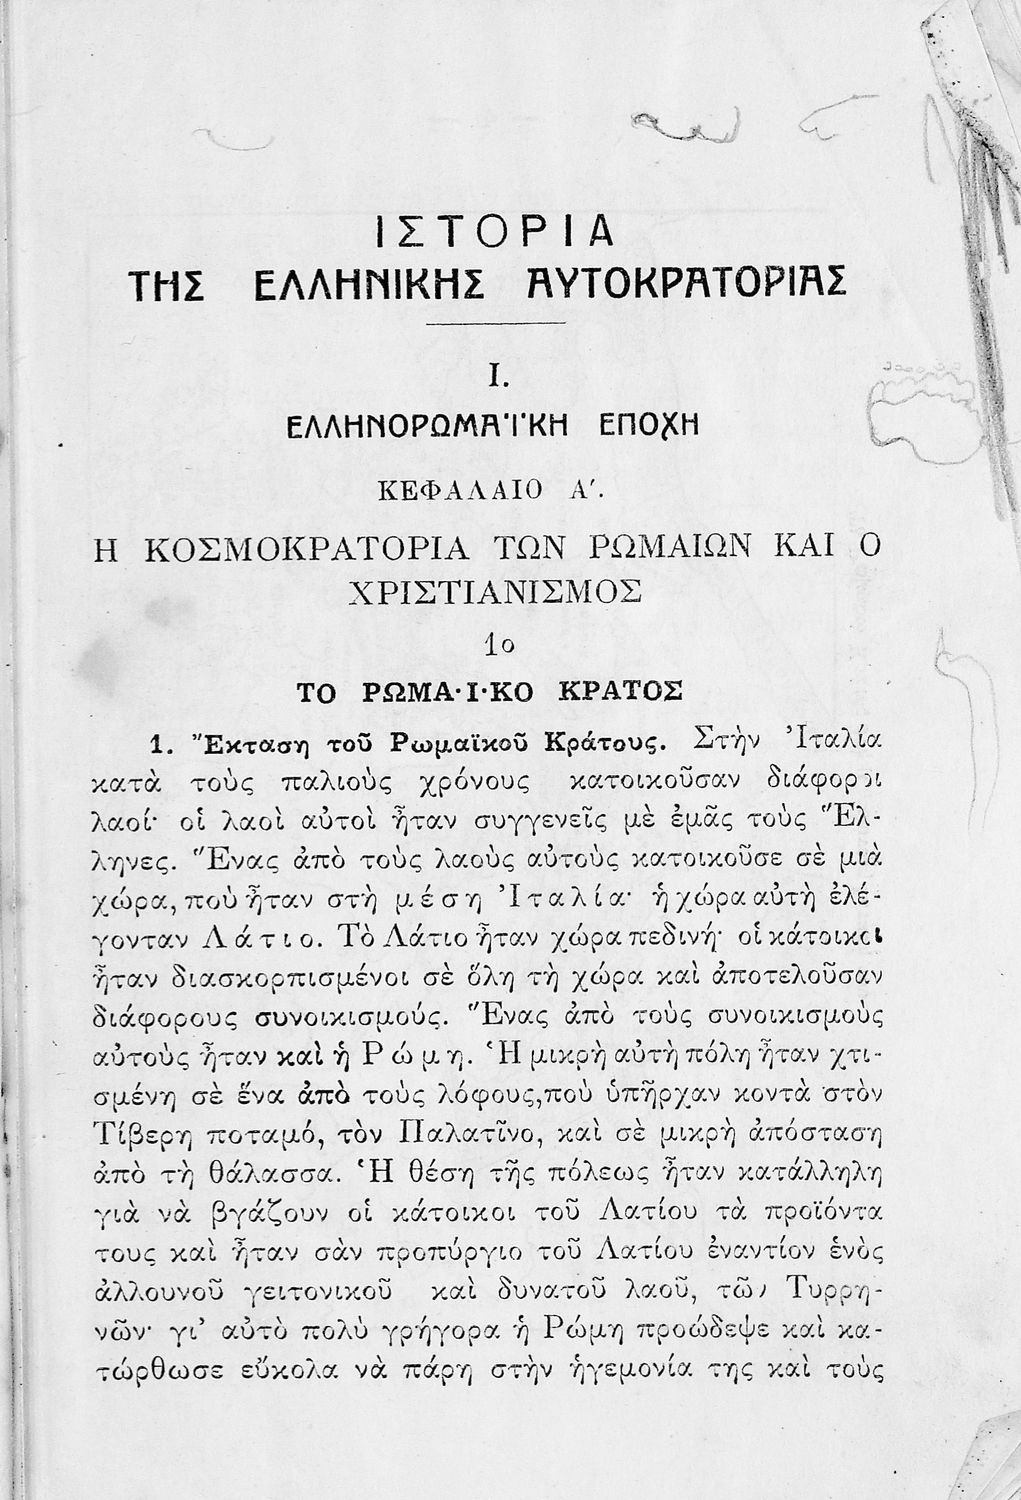 ΙΣΤΟΡΙΑ
ΤΗΣ ΕΛΛΗΝΙΚΗΣ ΑΥΤΟΚΡΑΤΟΡΙΑΣ
Ι.
ΕΛΛΗΝΟΡΩΜΑΪΚΗ ΕΠΟΧΗ
ΚΕΦΑΛΑΙΟ Α΄.
Η ΚΟΣΜΟΚΡΑΤΟΡΙΑ ΤΩΝ ΡΩΜΑΙΩΝ ΚΑΙ Ο
ΧΡΙΣΤΙΑΝΙΣΜΟΣ
1ο
ΤΟ ΡΩΜΑ·Ι·ΚΟ ΚΡΑΤΟΣ
1. Ἔκταση τοῦ Ρωμαϊκοῦ Κράτους. Στὴν Ἰταλία
κατὰ τοὺς παλιοὺς χρόνους κατοικοῦσαν διάφοροι
λαοί· οἱ λαοὶ αὐτοὶ ἦταν συγγενεῖς μὲ ἐμᾶς τοὺς Ἕλ-
ληνες. Ἕνας ἀπὸ τοὺς λαοὺς αὐτοὺς κατοικοῦσε σὲ μιὰ
χώρα, ποὺ ἦταν στὴ μέση Ἰταλία· ἡ χώρα αὐτὴ ἐλέ-
γονταν Λάτιο. Τὸ Λάτιο ἦταν χώρα πεδινή· οἱ κάτοικοι
ἦταν διασκορπισμένοι σὲ ὅλη τὴ χώρα καὶ ἀποτελοῦσαν
διάφορους συνοικισμούς. Ἕνας ἀπὸ τοὺς συνοικισμοὺς
αὐτοὺς ἦταν καὶ ἡ Ρώμη. Ἡ μικρὴ αὐτὴ πόλη ἦταν χτι-
σμένη σὲ ἕνα ἀπὸ τοὺς λόφους, ποὺ ὑπῆρχαν κοντὰ στὸν
Τίβερη ποταμό, τὸν Παλατῖνο, καὶ σὲ μικρὴ ἀπόσταση
ἀπὸ τὴ θάλασσα. Ἡ θέση τῆς πόλεως ἦταν κατάλληλη
γιὰ νὰ βγάζουν οἱ κάτοικοι τοῦ Λατίου τὰ προϊόντα
τους καὶ ἦταν σὰν προπύργιο τοῦ Λατίου ἐναντίον ἑνὸς
ἀλλουνοῦ γειτονικοῦ καὶ δυνατοῦ λαοῦ, τῶν Τυρρη-
νῶν· γι' αὐτὸ πολὺ γρήγορα ἡ Ρώμη προώδεψε καὶ κα-
τώρθωσε εὔκολα νὰ πάρη στὴν ἡγεμονία της καὶ τοὺς